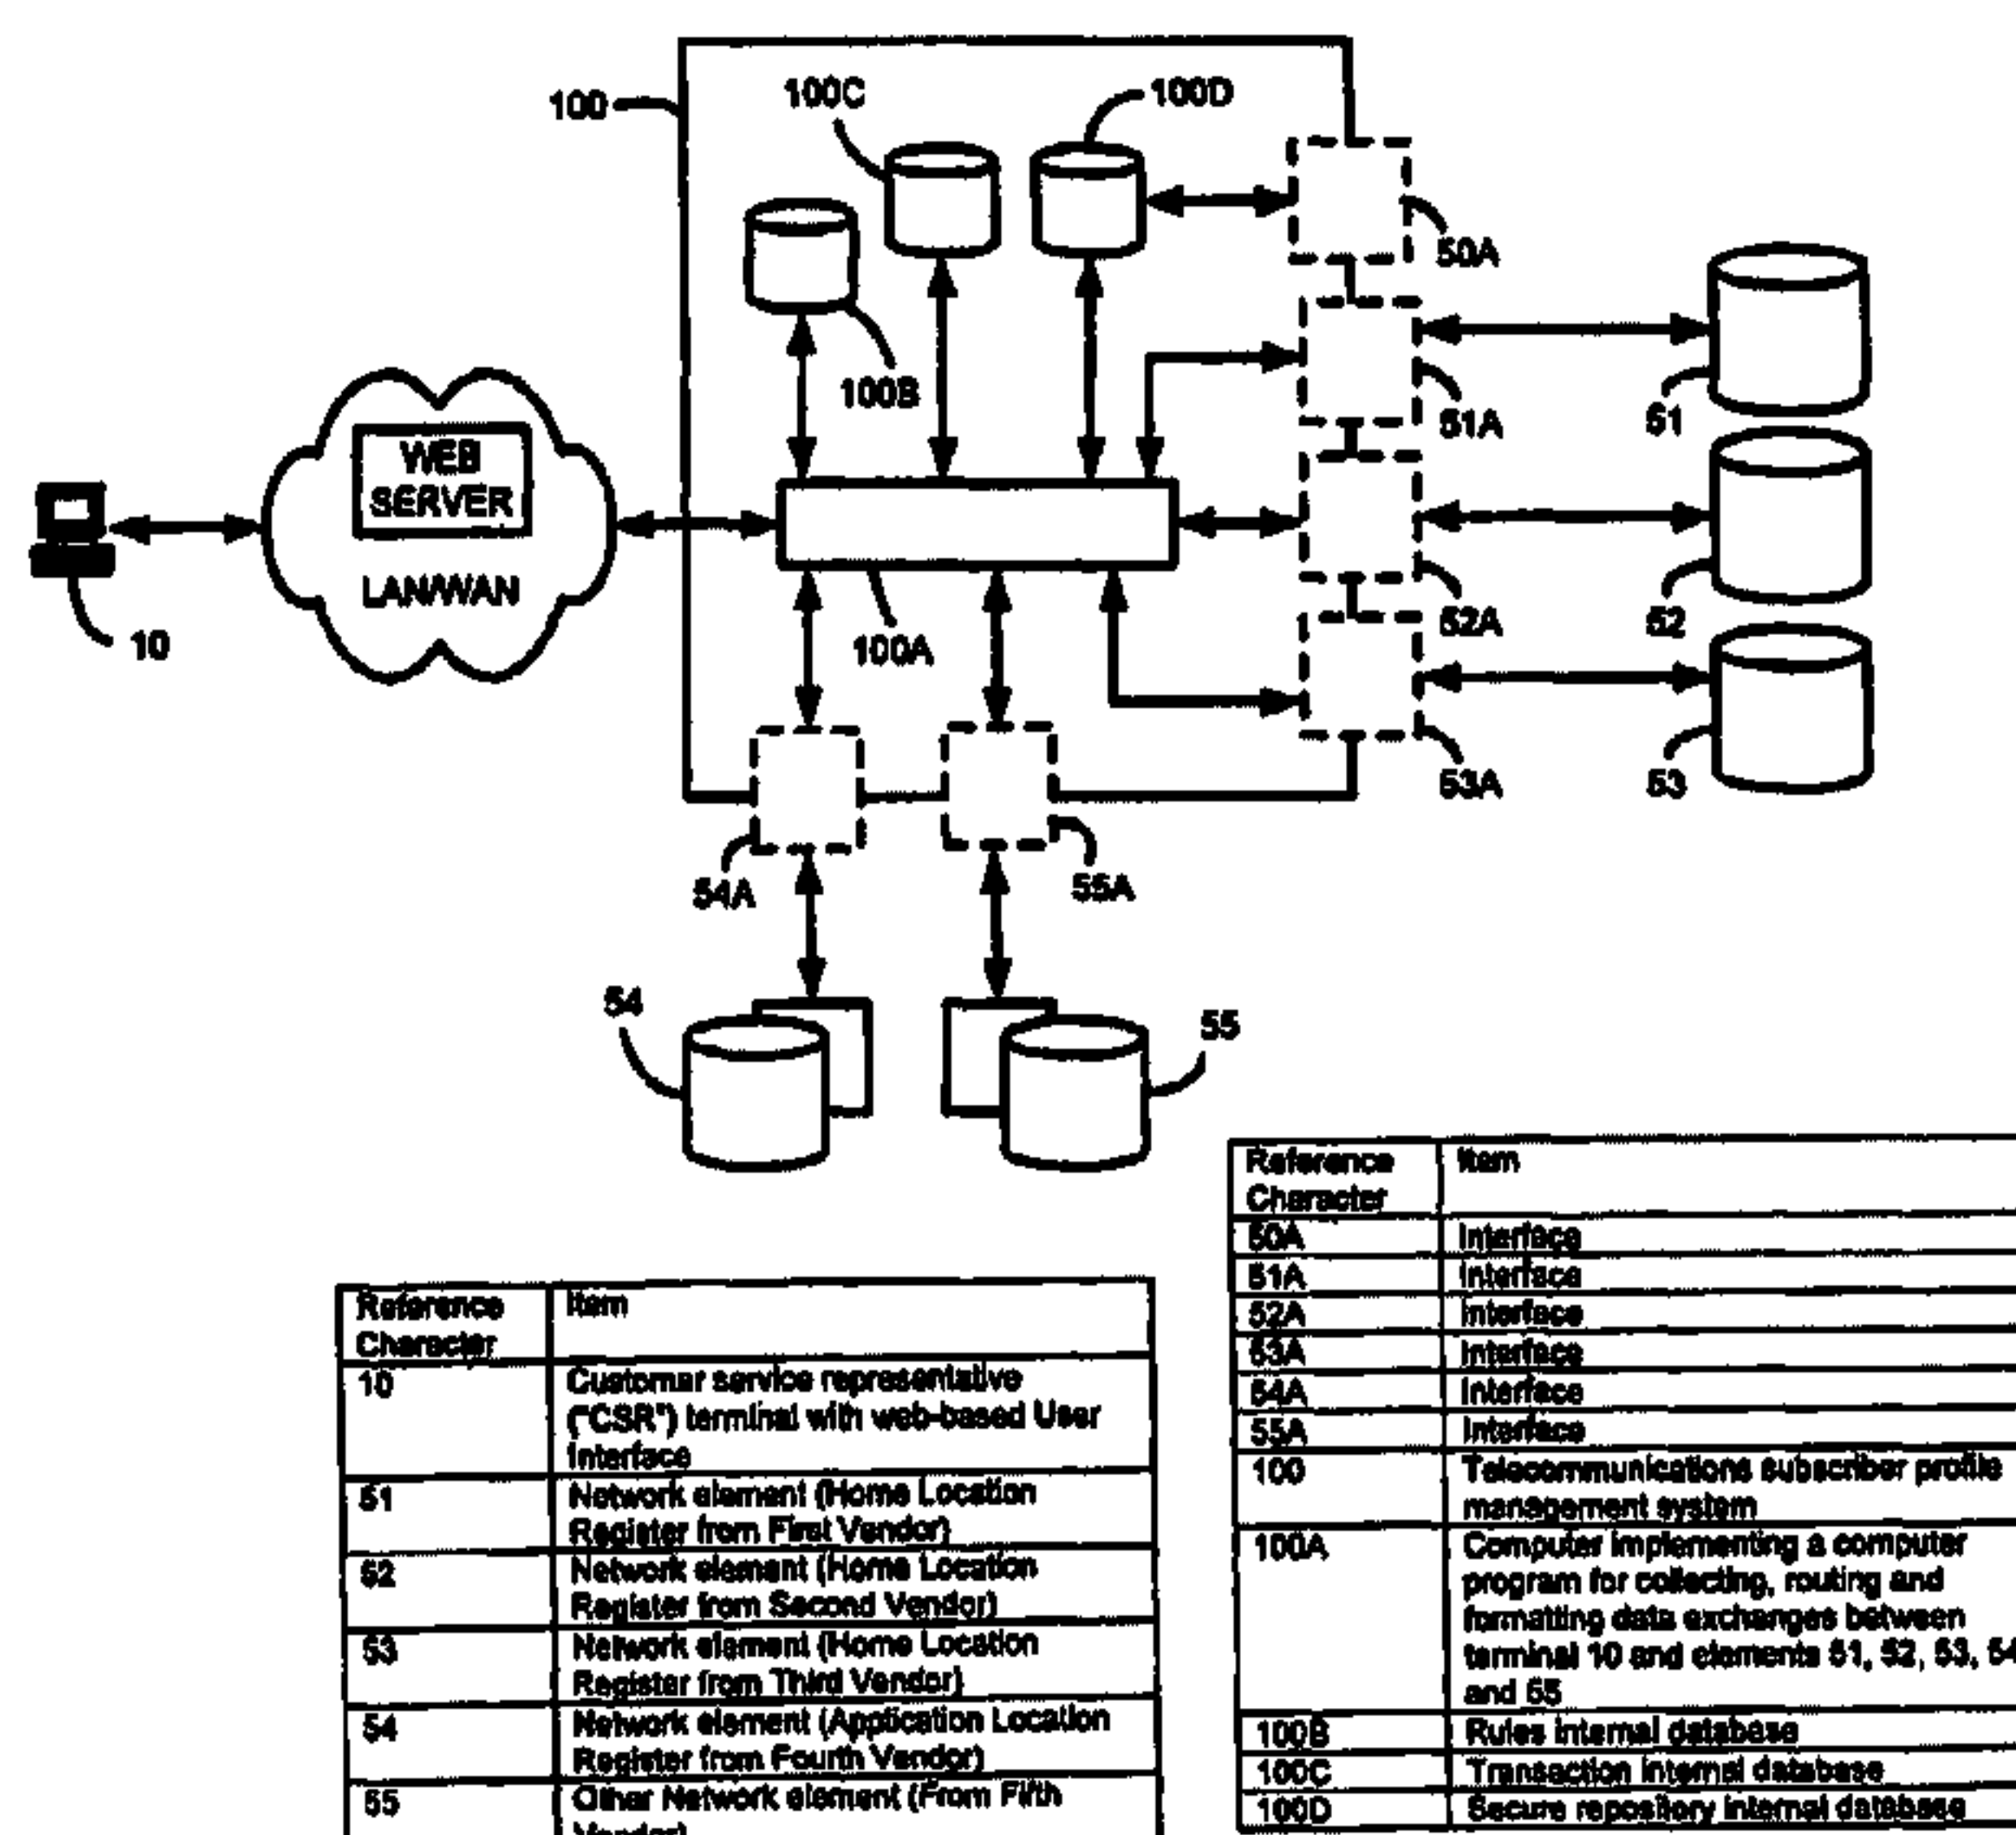 100
100C
100D
50A
100B
51A
51
WEB
SERVER
LAN/WAN
10
100A
52A
52
53A
53
54A
55A
54
55
Reference Character Item
50A Interface
51A Interface
52A Interface
53A Interface
54A Interface
55A Interface
100 Telecommunications subscriber profile
management system
100A Computer implementing a computer
program for collecting, routing and
formatting data exchanges between
terminal 10 and elements 51, 52, 53, 54
and 55
100B Rules internal database
100C Transaction internal database
100D Secure repository internal database
Reference Character Item
10 Customer service representative
("CSR") terminal with web-based User
Interface
51 Network element (Home Location
Register from First Vendor)
52 Network element (Home Location
Register from Second Vendor)
53 Network element (Home Location
Register from Third Vendor)
54 Network element (Application Location
Register from Fourth Vendor)
55 Other Network element (From Fifth
Vendor)